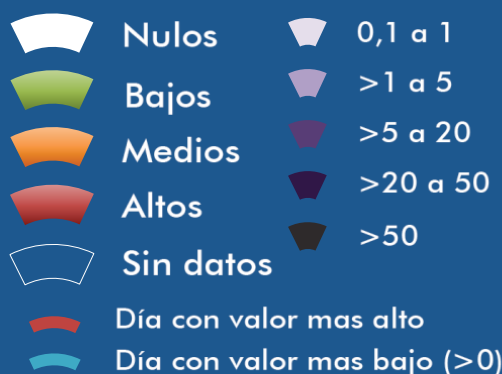 Nulos
Bajos
Medios
Altos
Sin datos
Día con valor mas alto
Día con valor mas bajo (>0)
0,1 a 1
>1 a 5
>5 a 20
>20 a 50
>50